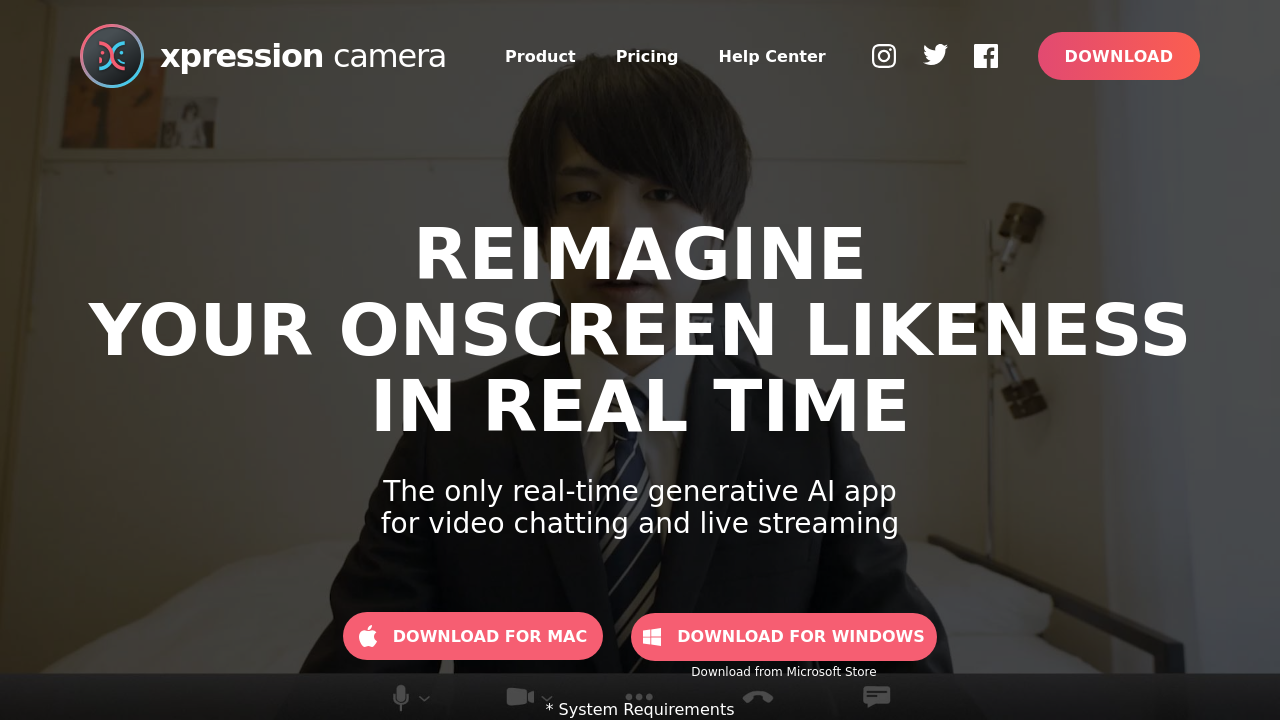 xpression camera
Product
Pricing
Help Center
DOWNLOAD
REIMAGINE
YOUR ONSCREEN LIKENESS
IN REAL TIME
The only real-time generative AI app
for video chatting and live streaming
DOWNLOAD FOR MAC
DOWNLOAD FOR WINDOWS
Download from Microsoft Store
* System Requirements